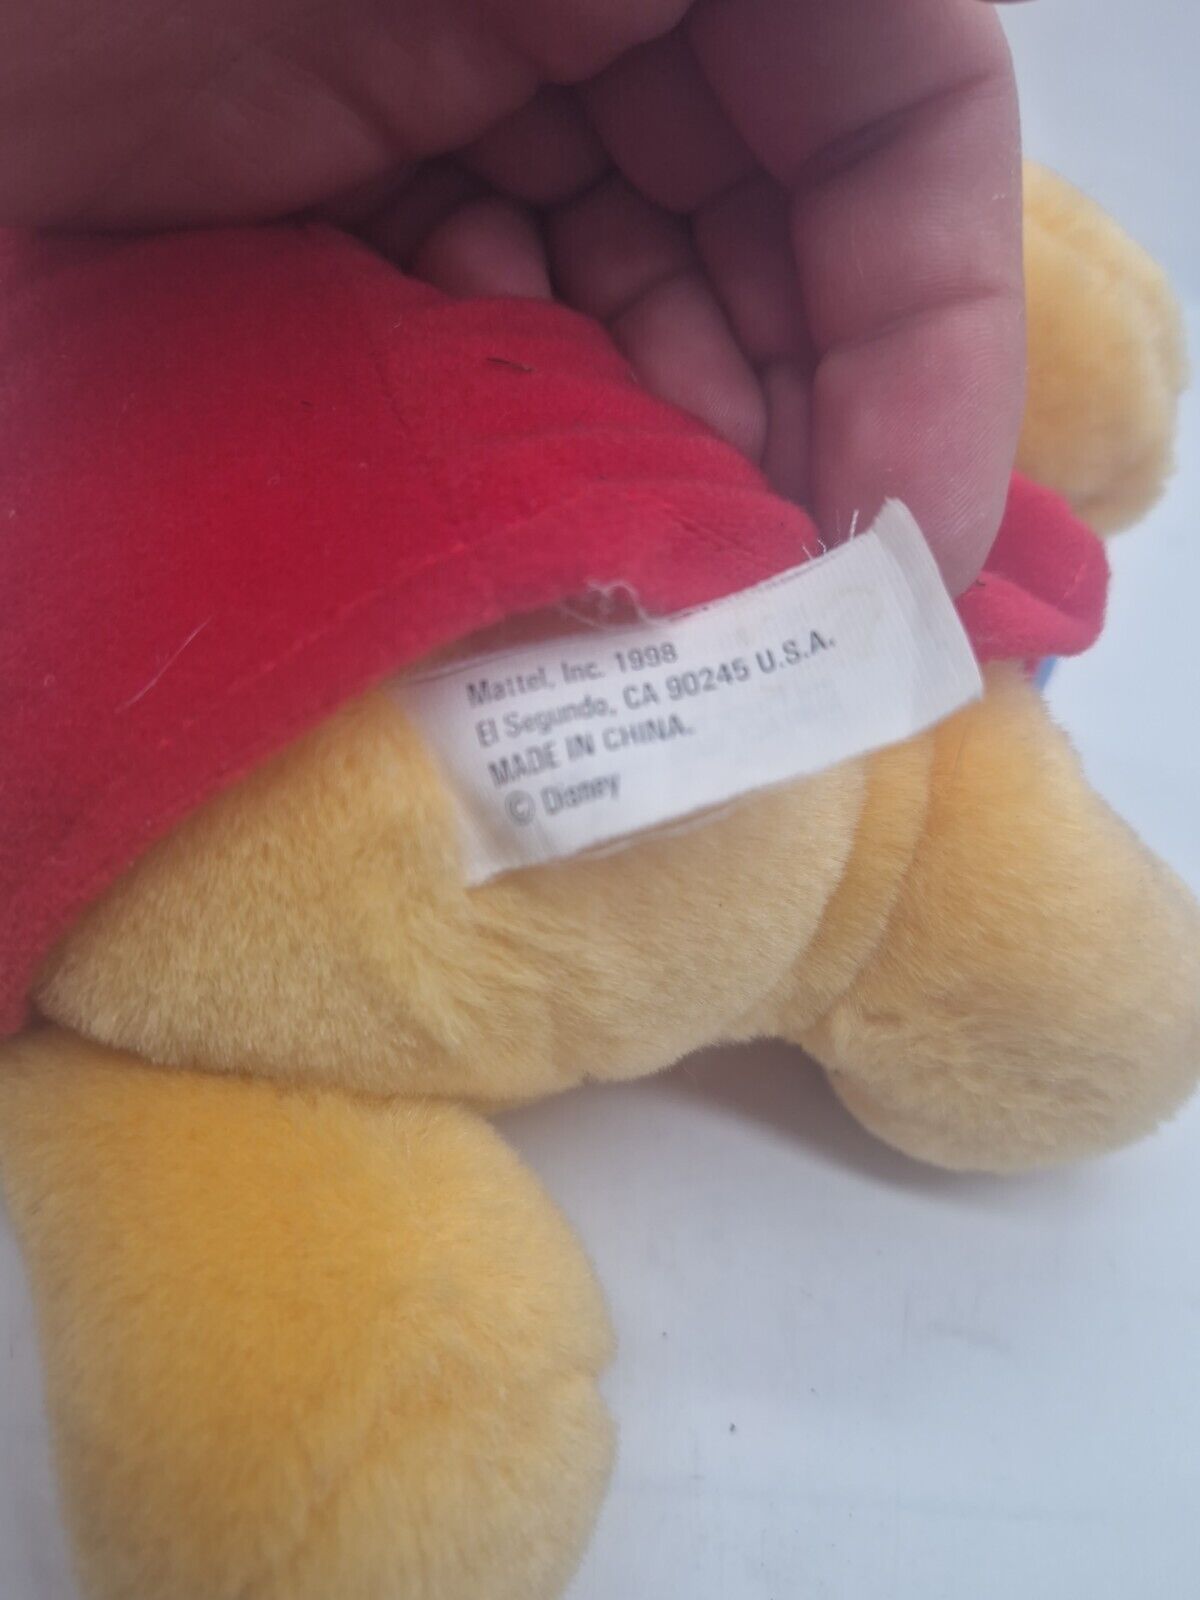 Mattel, Inc. 1998
El Segundo, CA 90245 U.S.A.
MADE IN CHINA.
© Disney